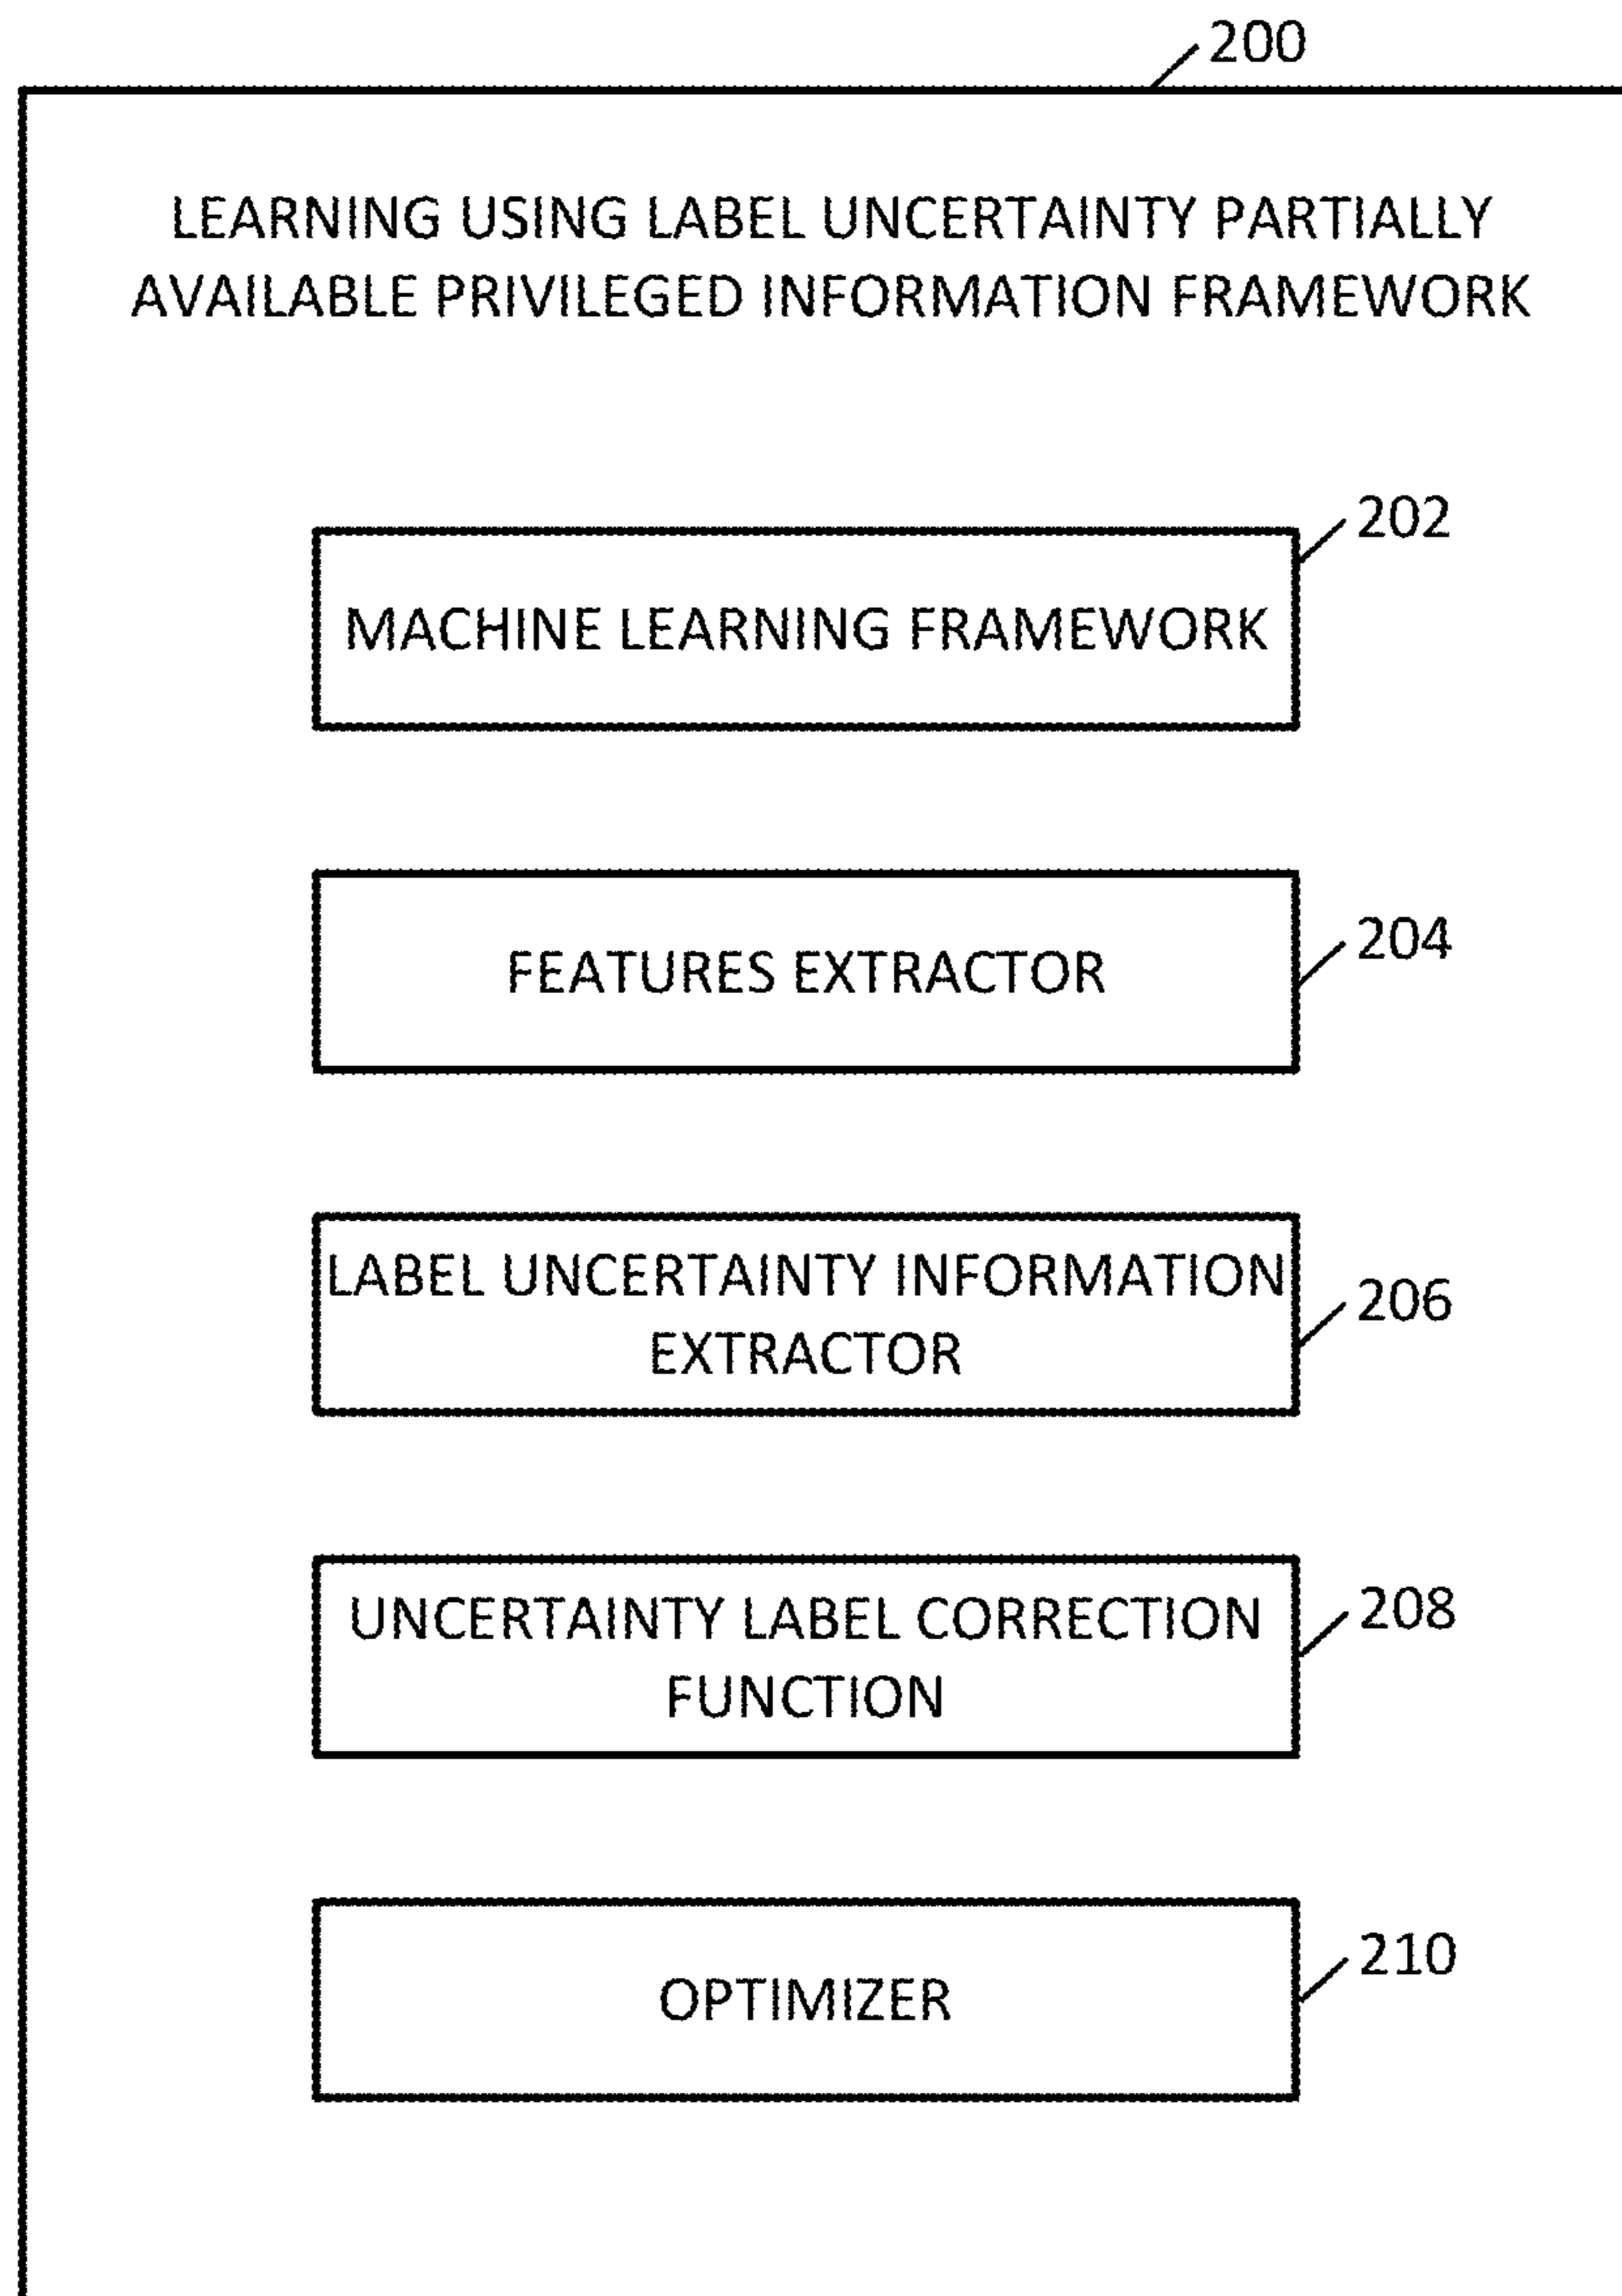 200
LEARNING USING LABEL UNCERTAINTY PARTIALLY
AVAILABLE PRIVILEGED INFORMATION FRAMEWORK
202
MACHINE LEARNING FRAMEWORK
204
FEATURES EXTRACTOR
LABEL UNCERTAINTY INFORMATION
206
EXTRACTOR
208
UNCERTAINTY LABEL CORRECTION
FUNCTION
210
OPTIMIZER